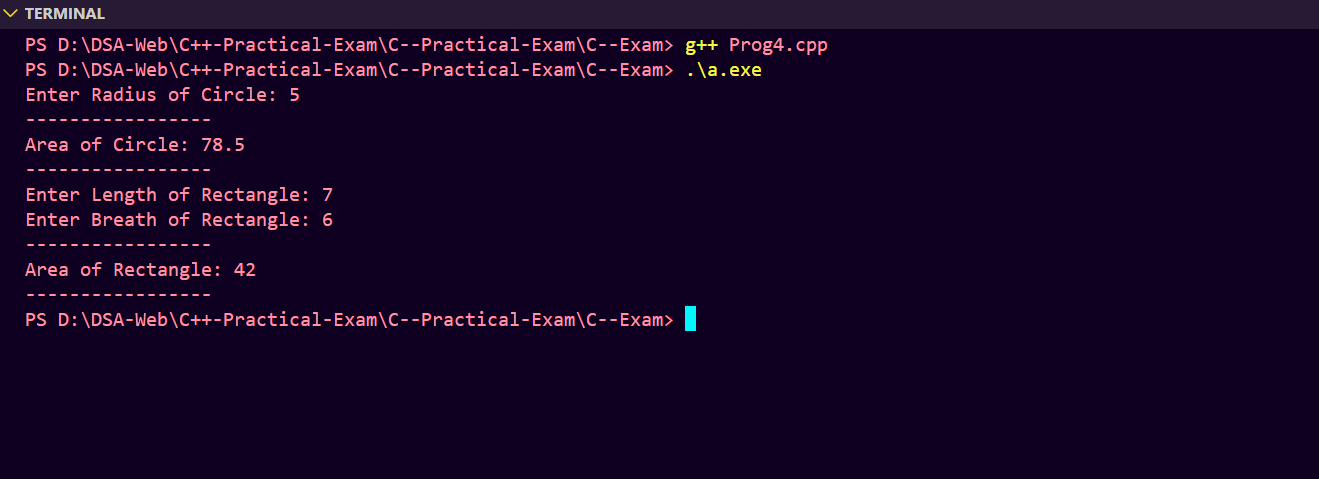 TERMINAL
PS D:\DSA-Web\C++-Practical-Exam\C--Practical-Exam\C--Exam> g++ Prog4.cpp
PS D:\DSA-Web\C++-Practical-Exam\C--Practical-Exam\C--Exam> .\a.exe
Enter Radius of Circle: 5
-----------------
Area of Circle: 78.5
-----------------
Enter Length of Rectangle: 7
Enter Breath of Rectangle: 6
-----------------
Area of Rectangle: 42
-----------------
PS D:\DSA-Web\C++-Practical-Exam\C--Practical-Exam\C--Exam>